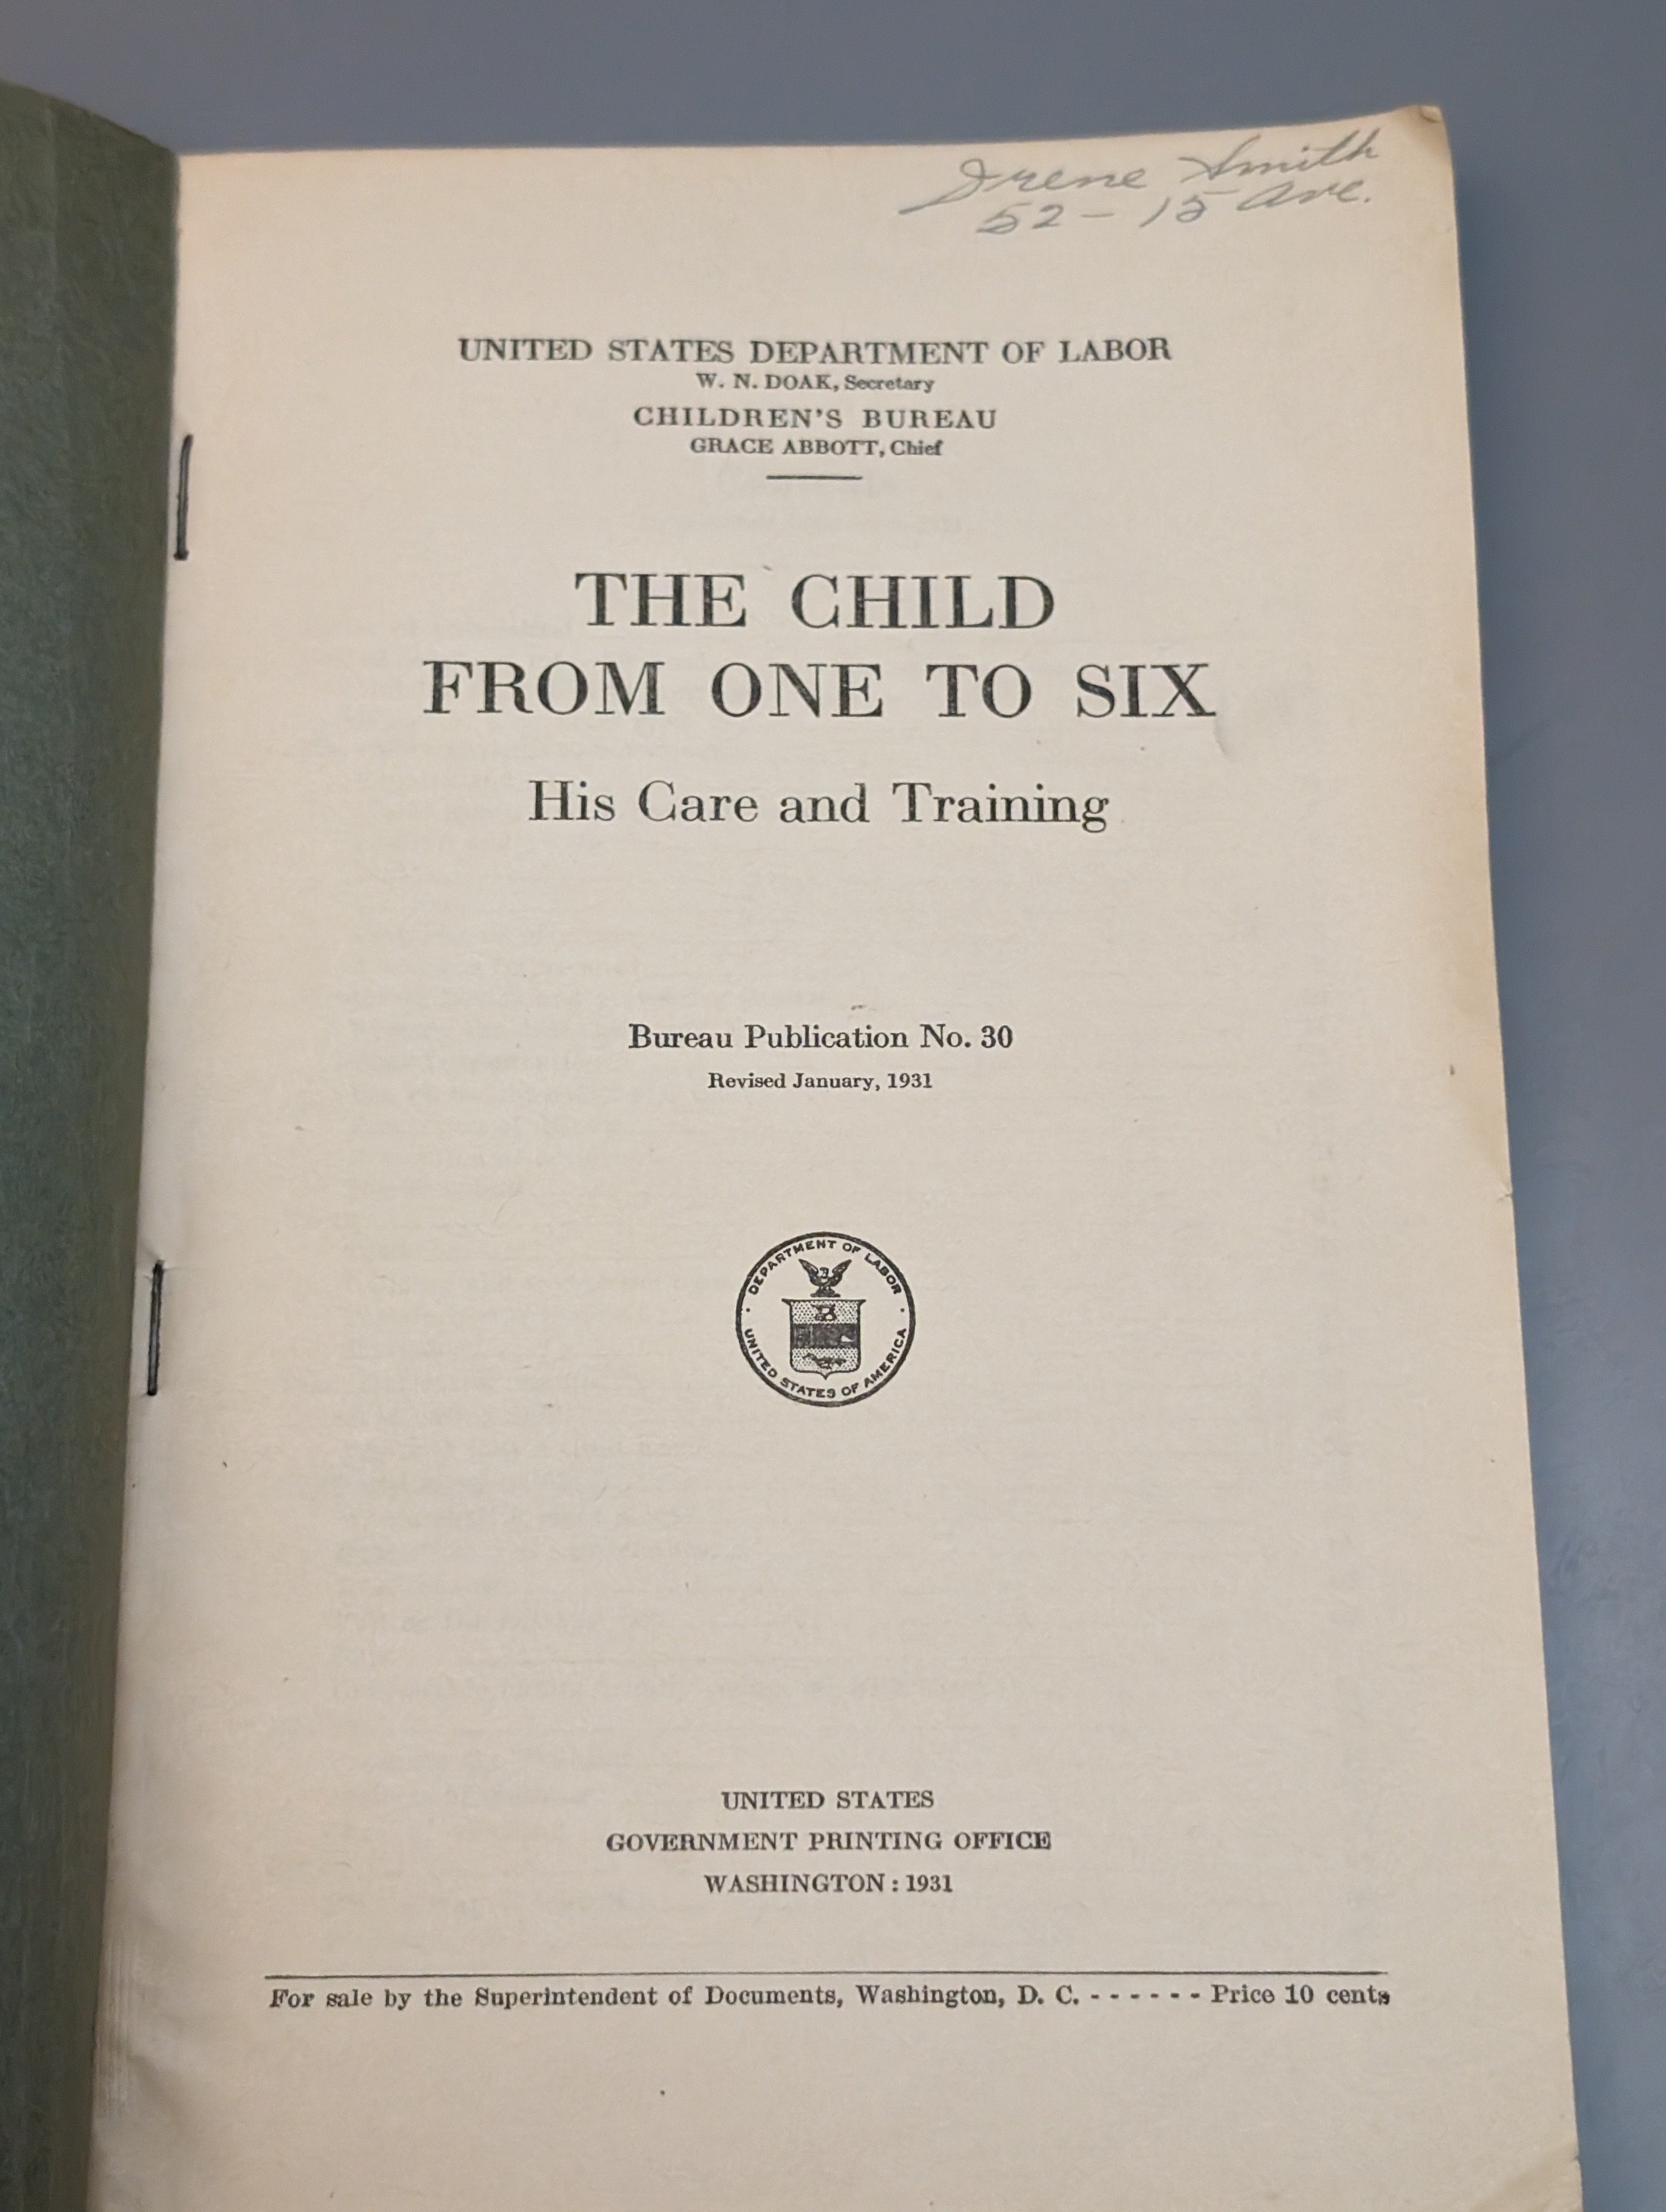 Irene Smith
52 - 15 Ave.
UNITED STATES DEPARTMENT OF LABOR
W. N. DOAK, Secretary
CHILDREN'S BUREAU
GRACE ABBOTT, Chief
THE CHILD
FROM ONE TO SIX
His Care and Training
Bureau Publication No. 30
Revised January, 1931
DEPARTMENT OF LABOR
UNITED STATES OF AMERICA
UNITED STATES
GOVERNMENT PRINTING OFFICE
WASHINGTON : 1931
For sale by the Superintendent of Documents, Washington, D. C. - - - - - - Price 10 cents